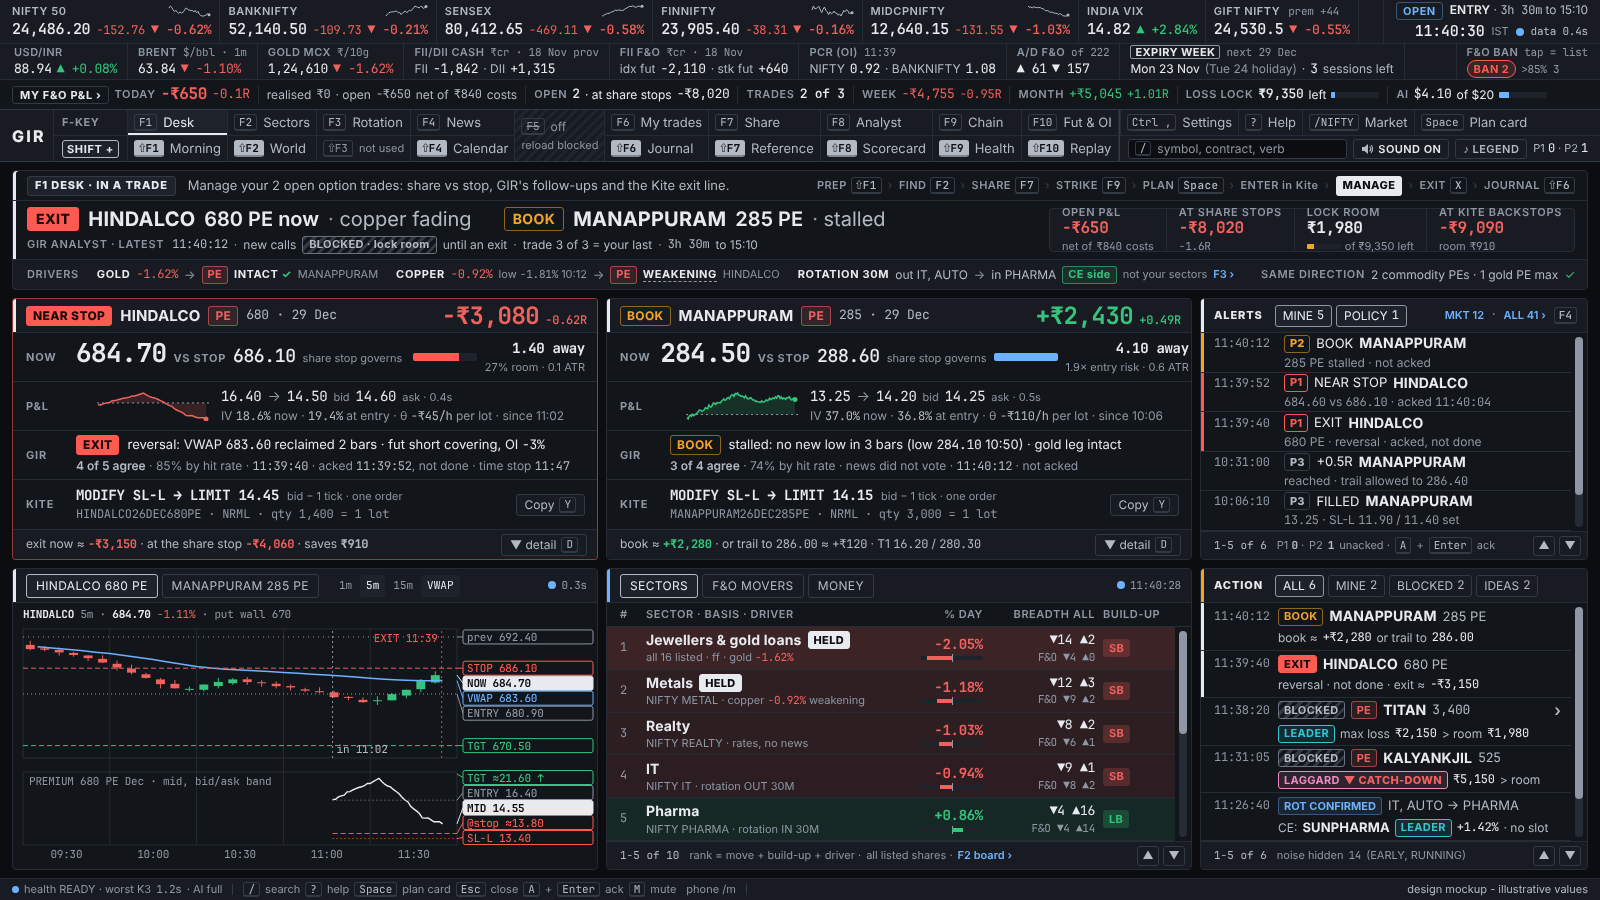 NIFTY 50 BANKNIFTY SENSEX FINNIFTY MIDCPNIFTY INDIA VIX GIFT NIFTY prem +44 OPEN ENTRY · 3h 30m to 15:10
24,486.20 -152.76 ▼ -0.62% 52,140.50 -109.73 ▼ -0.21% 80,412.65 -469.11 ▼ -0.58% 23,905.40 -38.31 ▼ -0.16% 12,640.15 -131.55 ▼ -1.03% 14.82 ▲ +2.84% 24,530.5 ▼ -0.55% 11:40:30 IST data 0.4s
USD/INR BRENT $/bbl · 1m GOLD MCX ₹/10g FII/DII CASH ₹cr · 18 Nov prov FII F&O ₹cr · 18 Nov PCR (OI) 11:39 A/D F&O of 222 EXPIRY WEEK next 29 Dec F&O BAN tap = list
88.94 ▲ +0.08% 63.84 ▼ -1.10% 1,24,610 ▼ -1.62% FII -1,842 · DII +1,315 idx fut -2,110 · stk fut +640 NIFTY 0.92 · BANKNIFTY 1.08 ▲ 61 ▼ 157 Mon 23 Nov (Tue 24 holiday) · 3 sessions left BAN 2 >85% 3
MY F&O P&L › TODAY -₹650 -0.1R realised ₹0 · open -₹650 net of ₹840 costs OPEN 2 · at share stops -₹8,020 TRADES 2 of 3 WEEK -₹4,755 -0.95R MONTH +₹5,045 +1.01R LOSS LOCK ₹9,350 left AI $4.10 of $20
GIR F-KEY F1 Desk F2 Sectors F3 Rotation F4 News F5 off F6 My trades F7 Share F8 Analyst F9 Chain F10 Fut & OI Ctrl , Settings ? Help /NIFTY Market Space Plan card
SHIFT + ⇧F1 Morning ⇧F2 World ⇧F3 not used ⇧F4 Calendar reload blocked ⇧F6 Journal ⇧F7 Reference ⇧F8 Scorecard ⇧F9 Health ⇧F10 Replay / symbol, contract, verb SOUND ON ♪ LEGEND P1 0 · P2 1
F1 DESK · IN A TRADE Manage your 2 open option trades: share vs stop, GIR's follow-ups and the Kite exit line. PREP ⇧F1 › FIND F2 › SHARE F7 › STRIKE F9 › PLAN Space › ENTER in Kite › MANAGE › EXIT X › JOURNAL ⇧F6
EXIT HINDALCO 680 PE now · copper fading BOOK MANAPPURAM 285 PE · stalled
GIR ANALYST · LATEST 11:40:12 · new calls BLOCKED · lock room until an exit · trade 3 of 3 = your last · 3h 30m to 15:10
OPEN P&L AT SHARE STOPS LOCK ROOM AT KITE BACKSTOPS
-₹650 -₹8,020 ₹1,980 -₹9,090
net of ₹840 costs -1.6R of ₹9,350 left room ₹910
DRIVERS GOLD -1.62% → PE INTACT ✓ MANAPPURAM COPPER -0.92% low -1.81% 10:12 → PE WEAKENING HINDALCO ROTATION 30M out IT, AUTO → in PHARMA CE side not your sectors F3 › SAME DIRECTION 2 commodity PEs · 1 gold PE max ✓
NEAR STOP HINDALCO PE 680 · 29 Dec -₹3,080 -0.62R
NOW 684.70 VS STOP 686.10 share stop governs 1.40 away
27% room · 0.1 ATR
P&L 16.40 → 14.50 bid 14.60 ask · 0.4s
IV 18.6% now · 19.4% at entry · θ -₹45/h per lot · since 11:02
GIR EXIT reversal: VWAP 683.60 reclaimed 2 bars · fut short covering, OI -3%
4 of 5 agree · 85% by hit rate · 11:39:40 · acked 11:39:52, not done · time stop 11:47
KITE MODIFY SL-L → LIMIT 14.45 bid − 1 tick · one order Copy Y
HINDALCO26DEC680PE · NRML · qty 1,400 = 1 lot
exit now ≈ -₹3,150 · at the share stop -₹4,060 · saves ₹910 ▼ detail D
BOOK MANAPPURAM PE 285 · 29 Dec +₹2,430 +0.49R
NOW 284.50 VS STOP 288.60 share stop governs 4.10 away
1.9× entry risk · 0.6 ATR
P&L 13.25 → 14.20 bid 14.25 ask · 0.5s
IV 37.0% now · 36.8% at entry · θ -₹110/h per lot · since 10:06
GIR BOOK stalled: no new low in 3 bars (low 284.10 10:50) · gold leg intact
3 of 4 agree · 74% by hit rate · news did not vote · 11:40:12 · not acked
KITE MODIFY SL-L → LIMIT 14.15 bid − 1 tick · one order Copy Y
MANAPPURAM26DEC285PE · NRML · qty 3,000 = 1 lot
book ≈ +₹2,280 · or trail to 286.00 ≈ +₹120 · T1 16.20 / 280.30 ▼ detail D
ALERTS MINE 5 POLICY 1 MKT 12 · ALL 41 › F4
11:40:12 P2 BOOK MANAPPURAM
285 PE stalled · not acked
11:39:52 P1 NEAR STOP HINDALCO
684.60 vs 686.10 · acked 11:40:04
11:39:40 P1 EXIT HINDALCO
680 PE · reversal · acked, not done
10:31:00 P3 +0.5R MANAPPURAM
reached · trail allowed to 286.40
10:06:10 P3 FILLED MANAPPURAM
13.25 · SL-L 11.90 / 11.40 set
1-5 of 6 P1 0 · P2 1 unacked · A + Enter ack ▲ ▼
HINDALCO 680 PE MANAPPURAM 285 PE 1m 5m 15m VWAP 0.3s
HINDALCO 5m · 684.70 -1.11% · put wall 670
EXIT 11:39 prev 692.40
STOP 686.10
NOW 684.70
VWAP 683.60
ENTRY 680.90
in 11:02 TGT 670.50
PREMIUM 680 PE Dec · mid, bid/ask band TGT ≈21.60 ↑
ENTRY 16.40
MID 14.55
@stop ≈13.80
SL-L 13.40
09:30 10:00 10:30 11:00 11:30
SECTORS F&O MOVERS MONEY 11:40:28
# SECTOR · BASIS · DRIVER % DAY BREADTH ALL BUILD-UP
1 Jewellers & gold loans HELD -2.05% ▼14 ▲2 SB
all 16 listed · ff · gold -1.62% F&O ▼4 ▲0
2 Metals HELD -1.18% ▼12 ▲3 SB
NIFTY METAL · copper -0.92% weakening F&O ▼9 ▲2
3 Realty -1.03% ▼8 ▲2 SB
NIFTY REALTY · rates, no news F&O ▼6 ▲1
4 IT -0.94% ▼9 ▲1 SB
NIFTY IT · rotation OUT 30M F&O ▼8 ▲2
5 Pharma +0.86% ▼4 ▲16 LB
NIFTY PHARMA · rotation IN 30M F&O ▼4 ▲14
1-5 of 10 rank = move + build-up + driver · all listed shares · F2 board › ▲ ▼
ACTION ALL 6 MINE 2 BLOCKED 2 IDEAS 2
11:40:12 BOOK MANAPPURAM 285 PE
book ≈ +₹2,280 or trail to 286.00
11:39:40 EXIT HINDALCO 680 PE
reversal · not done · exit ≈ -₹3,150
11:38:20 BLOCKED PE TITAN 3,400 ›
LEADER max loss ₹2,150 > room ₹1,980
11:31:05 BLOCKED PE KALYANKJIL 525
LAGGARD ▼ CATCH-DOWN ₹5,150 > room
11:26:40 ROT CONFIRMED IT, AUTO → PHARMA
CE: SUNPHARMA LEADER +1.42% · no slot
1-5 of 6 noise hidden 14 (EARLY, RUNNING) ▲ ▼
health READY · worst K3 1.2s · AI full / search ? help Space plan card Esc close A + Enter ack M mute phone /m design mockup - illustrative values